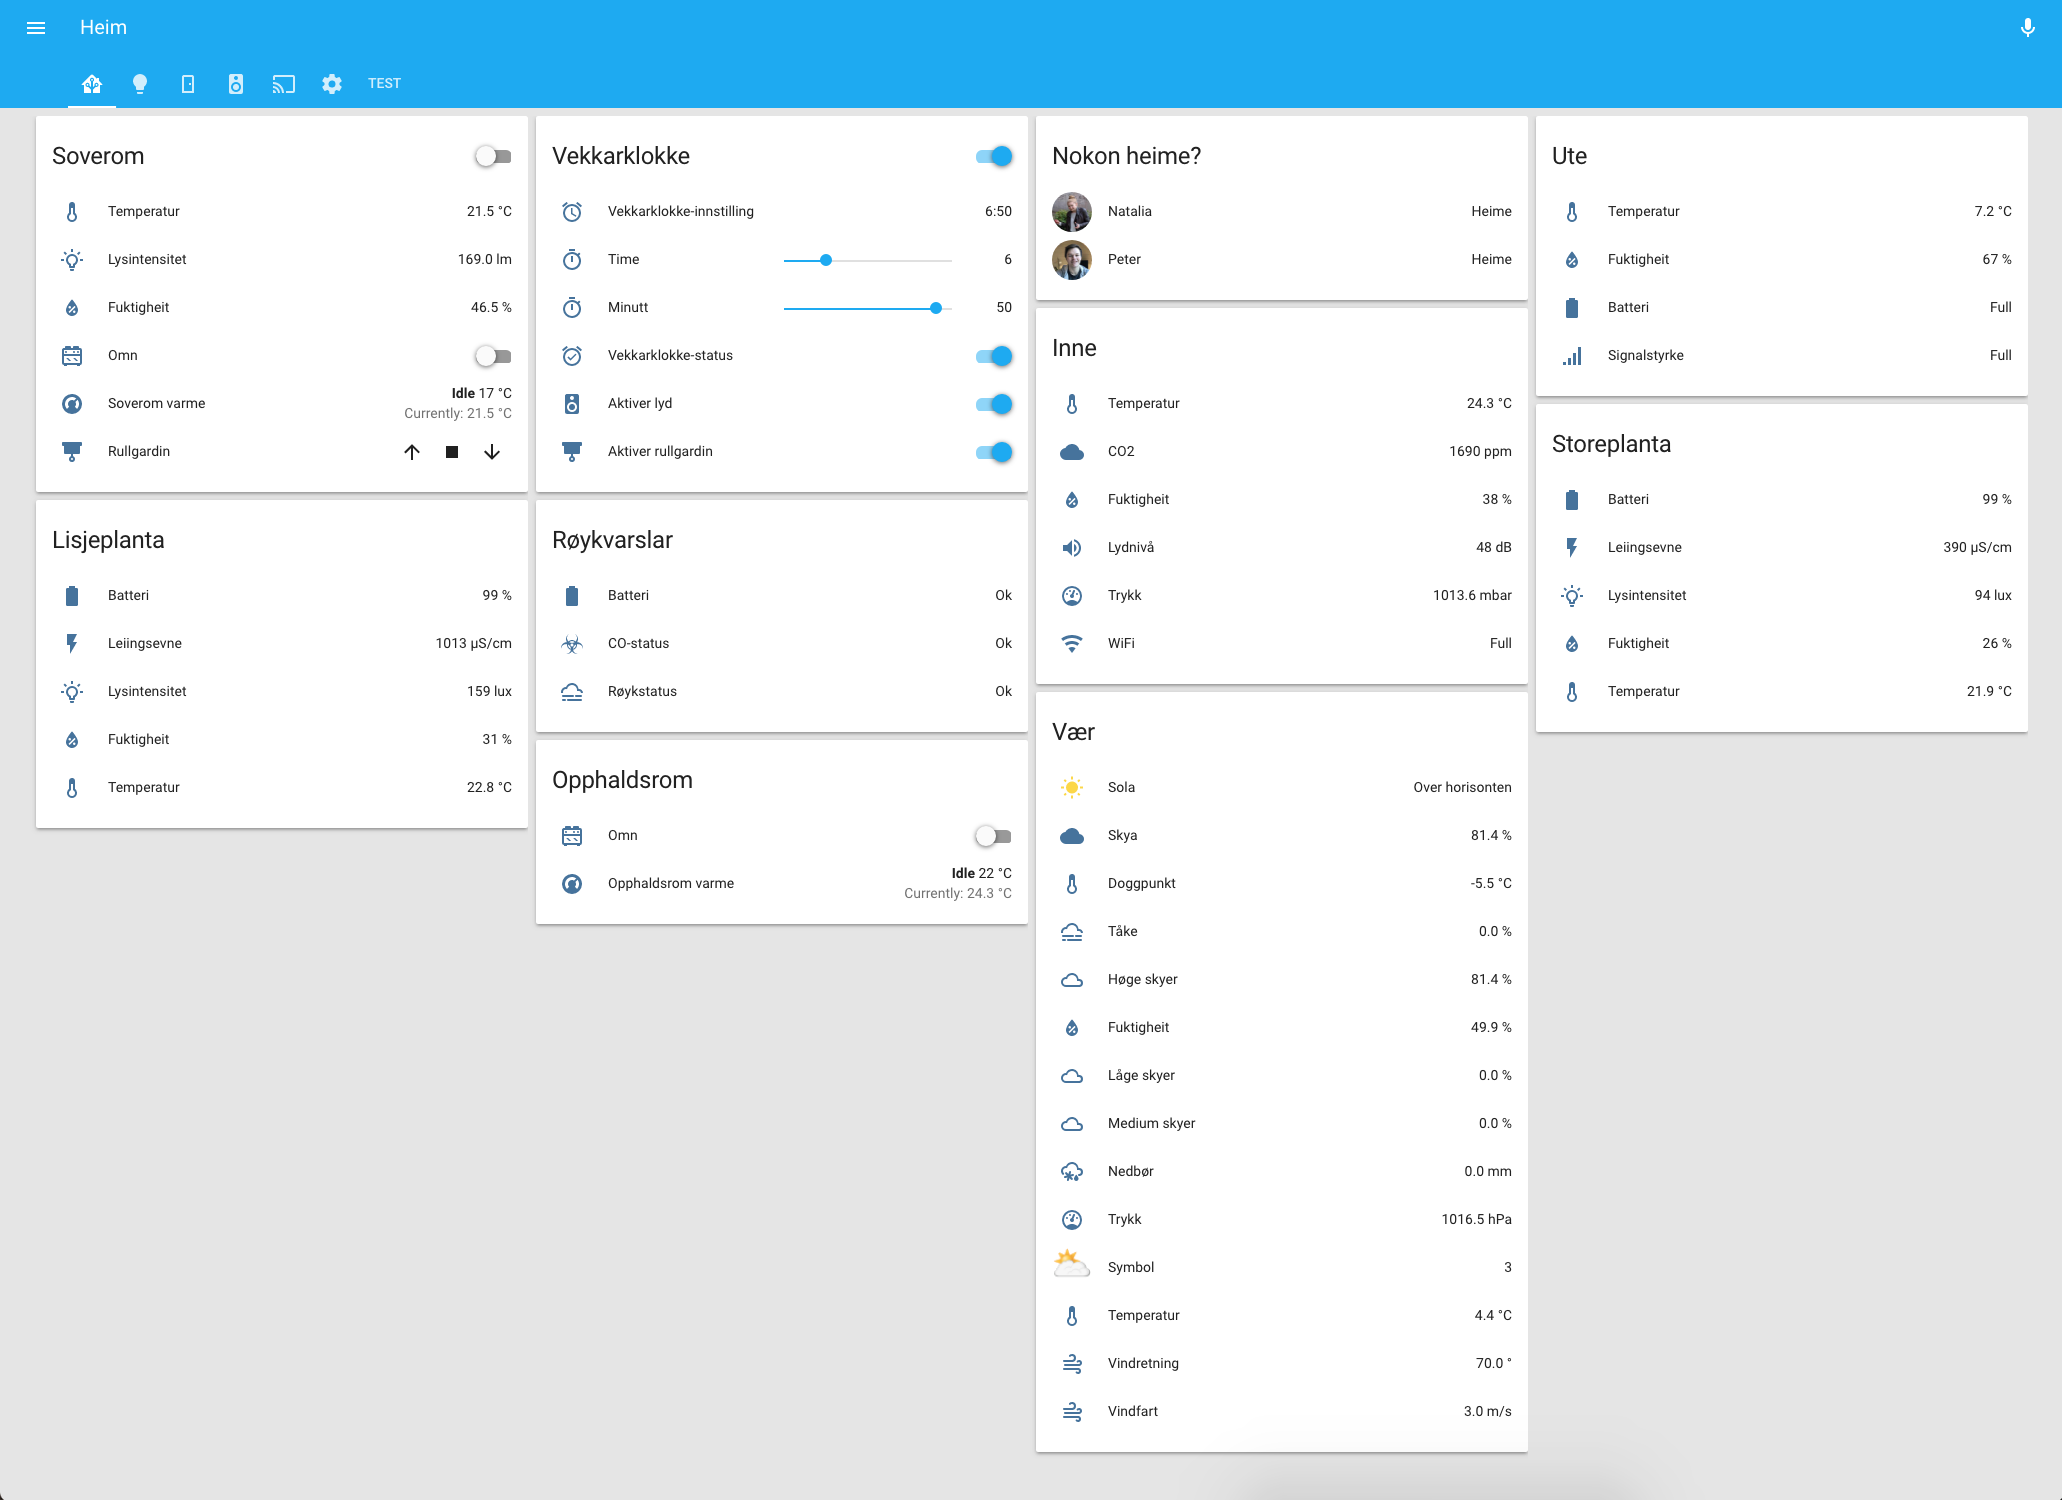 Heim
TEST
Soverom
Temperatur 21.5 °C
Lysintensitet 169.0 lm
Fuktigheit 46.5 %
Omn
Soverom varme Idle 17 °C
Currently: 21.5 °C
Rullgardin
Lisjeplanta
Batteri 99 %
Leiingsevne 1013 µS/cm
Lysintensitet 159 lux
Fuktigheit 31 %
Temperatur 22.8 °C
Vekkarklokke
Vekkarklokke-innstilling 6:50
Time 6
Minutt 50
Vekkarklokke-status
Aktiver lyd
Aktiver rullgardin
Røykvarslar
Batteri Ok
CO-status Ok
Røykstatus Ok
Opphaldsrom
Omn
Opphaldsrom varme Idle 22 °C
Currently: 24.3 °C
Nokon heime?
Natalia Heime
Peter Heime
Inne
Temperatur 24.3 °C
CO2 1690 ppm
Fuktigheit 38 %
Lydnivå 48 dB
Trykk 1013.6 mbar
WiFi Full
Vær
Sola Over horisonten
Skya 81.4 %
Doggpunkt -5.5 °C
Tåke 0.0 %
Høge skyer 81.4 %
Fuktigheit 49.9 %
Låge skyer 0.0 %
Medium skyer 0.0 %
Nedbør 0.0 mm
Trykk 1016.5 hPa
Symbol 3
Temperatur 4.4 °C
Vindretning 70.0 °
Vindfart 3.0 m/s
Ute
Temperatur 7.2 °C
Fuktigheit 67 %
Batteri Full
Signalstyrke Full
Storeplanta
Batteri 99 %
Leiingsevne 390 µS/cm
Lysintensitet 94 lux
Fuktigheit 26 %
Temperatur 21.9 °C